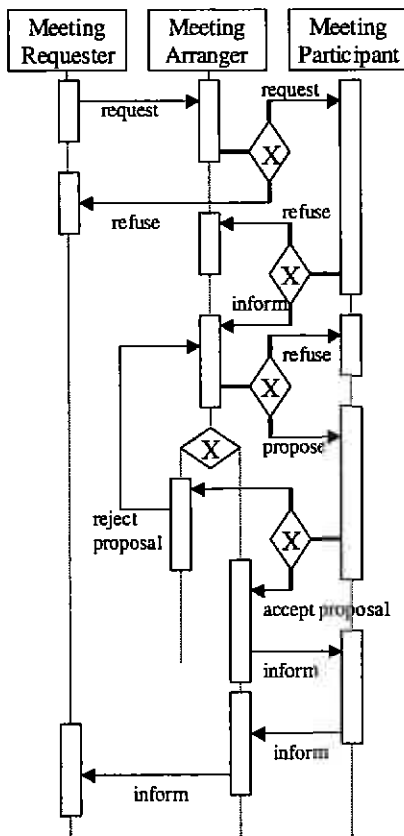 Meeting
Requester
Meeting
Arranger
Meeting
Participant
request
request
X
refuse
refuse
X
inform
refuse
X
propose
X
reject
proposal
X
accept proposal
inform
inform
inform